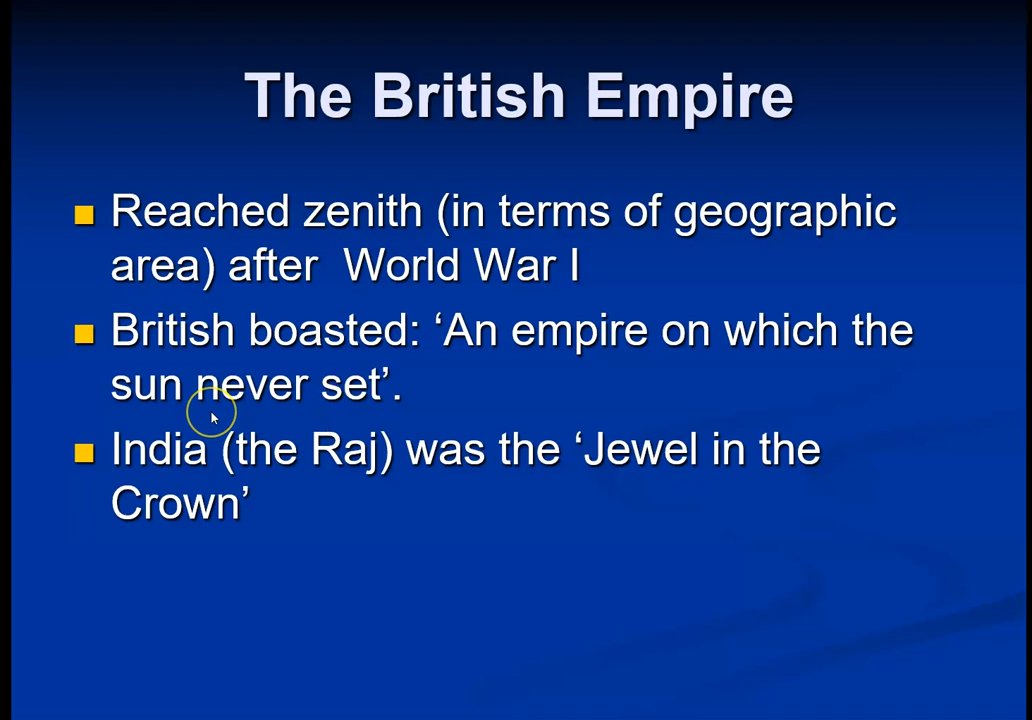 The British Empire
Reached zenith (in terms of geographic
area) after  World War I
British boasted: ‘An empire on which the
sun never set’.
India (the Raj) was the ‘Jewel in the
Crown’